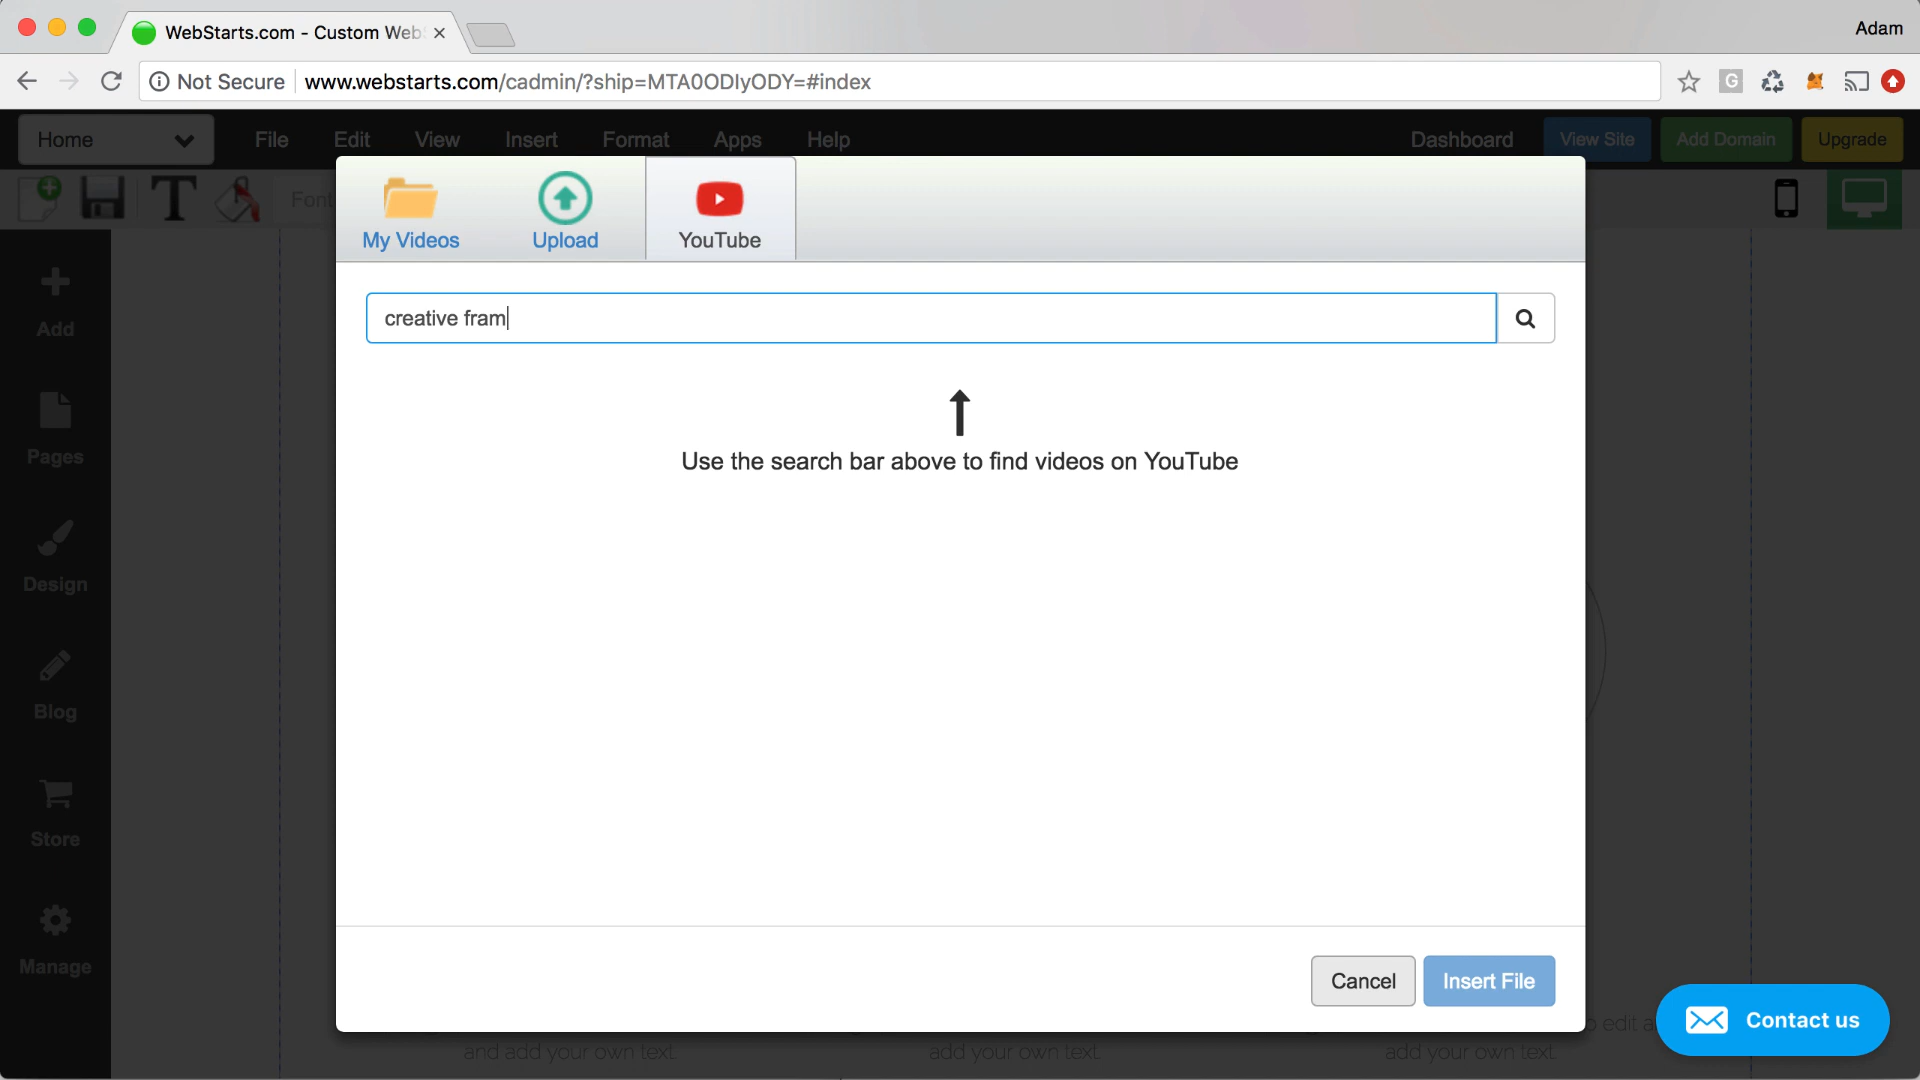 WebStarts.com - Custom Web
Adam
Not Secure
www.webstarts.com/cadmin/?ship=MTA0ODIyODY=#index
G
Home
File
Edit
View
Insert
Format
Apps
Help
Dashboard
View Site
Add Domain
Upgrade
T
Font
My Videos
Upload
YouTube
creative fram
Use the search bar above to find videos on YouTube
Add
Pages
Design
Blog
Store
Manage
Cancel
Insert File
Contact us
edit
and add your own text.
add your own text.
add your own text.